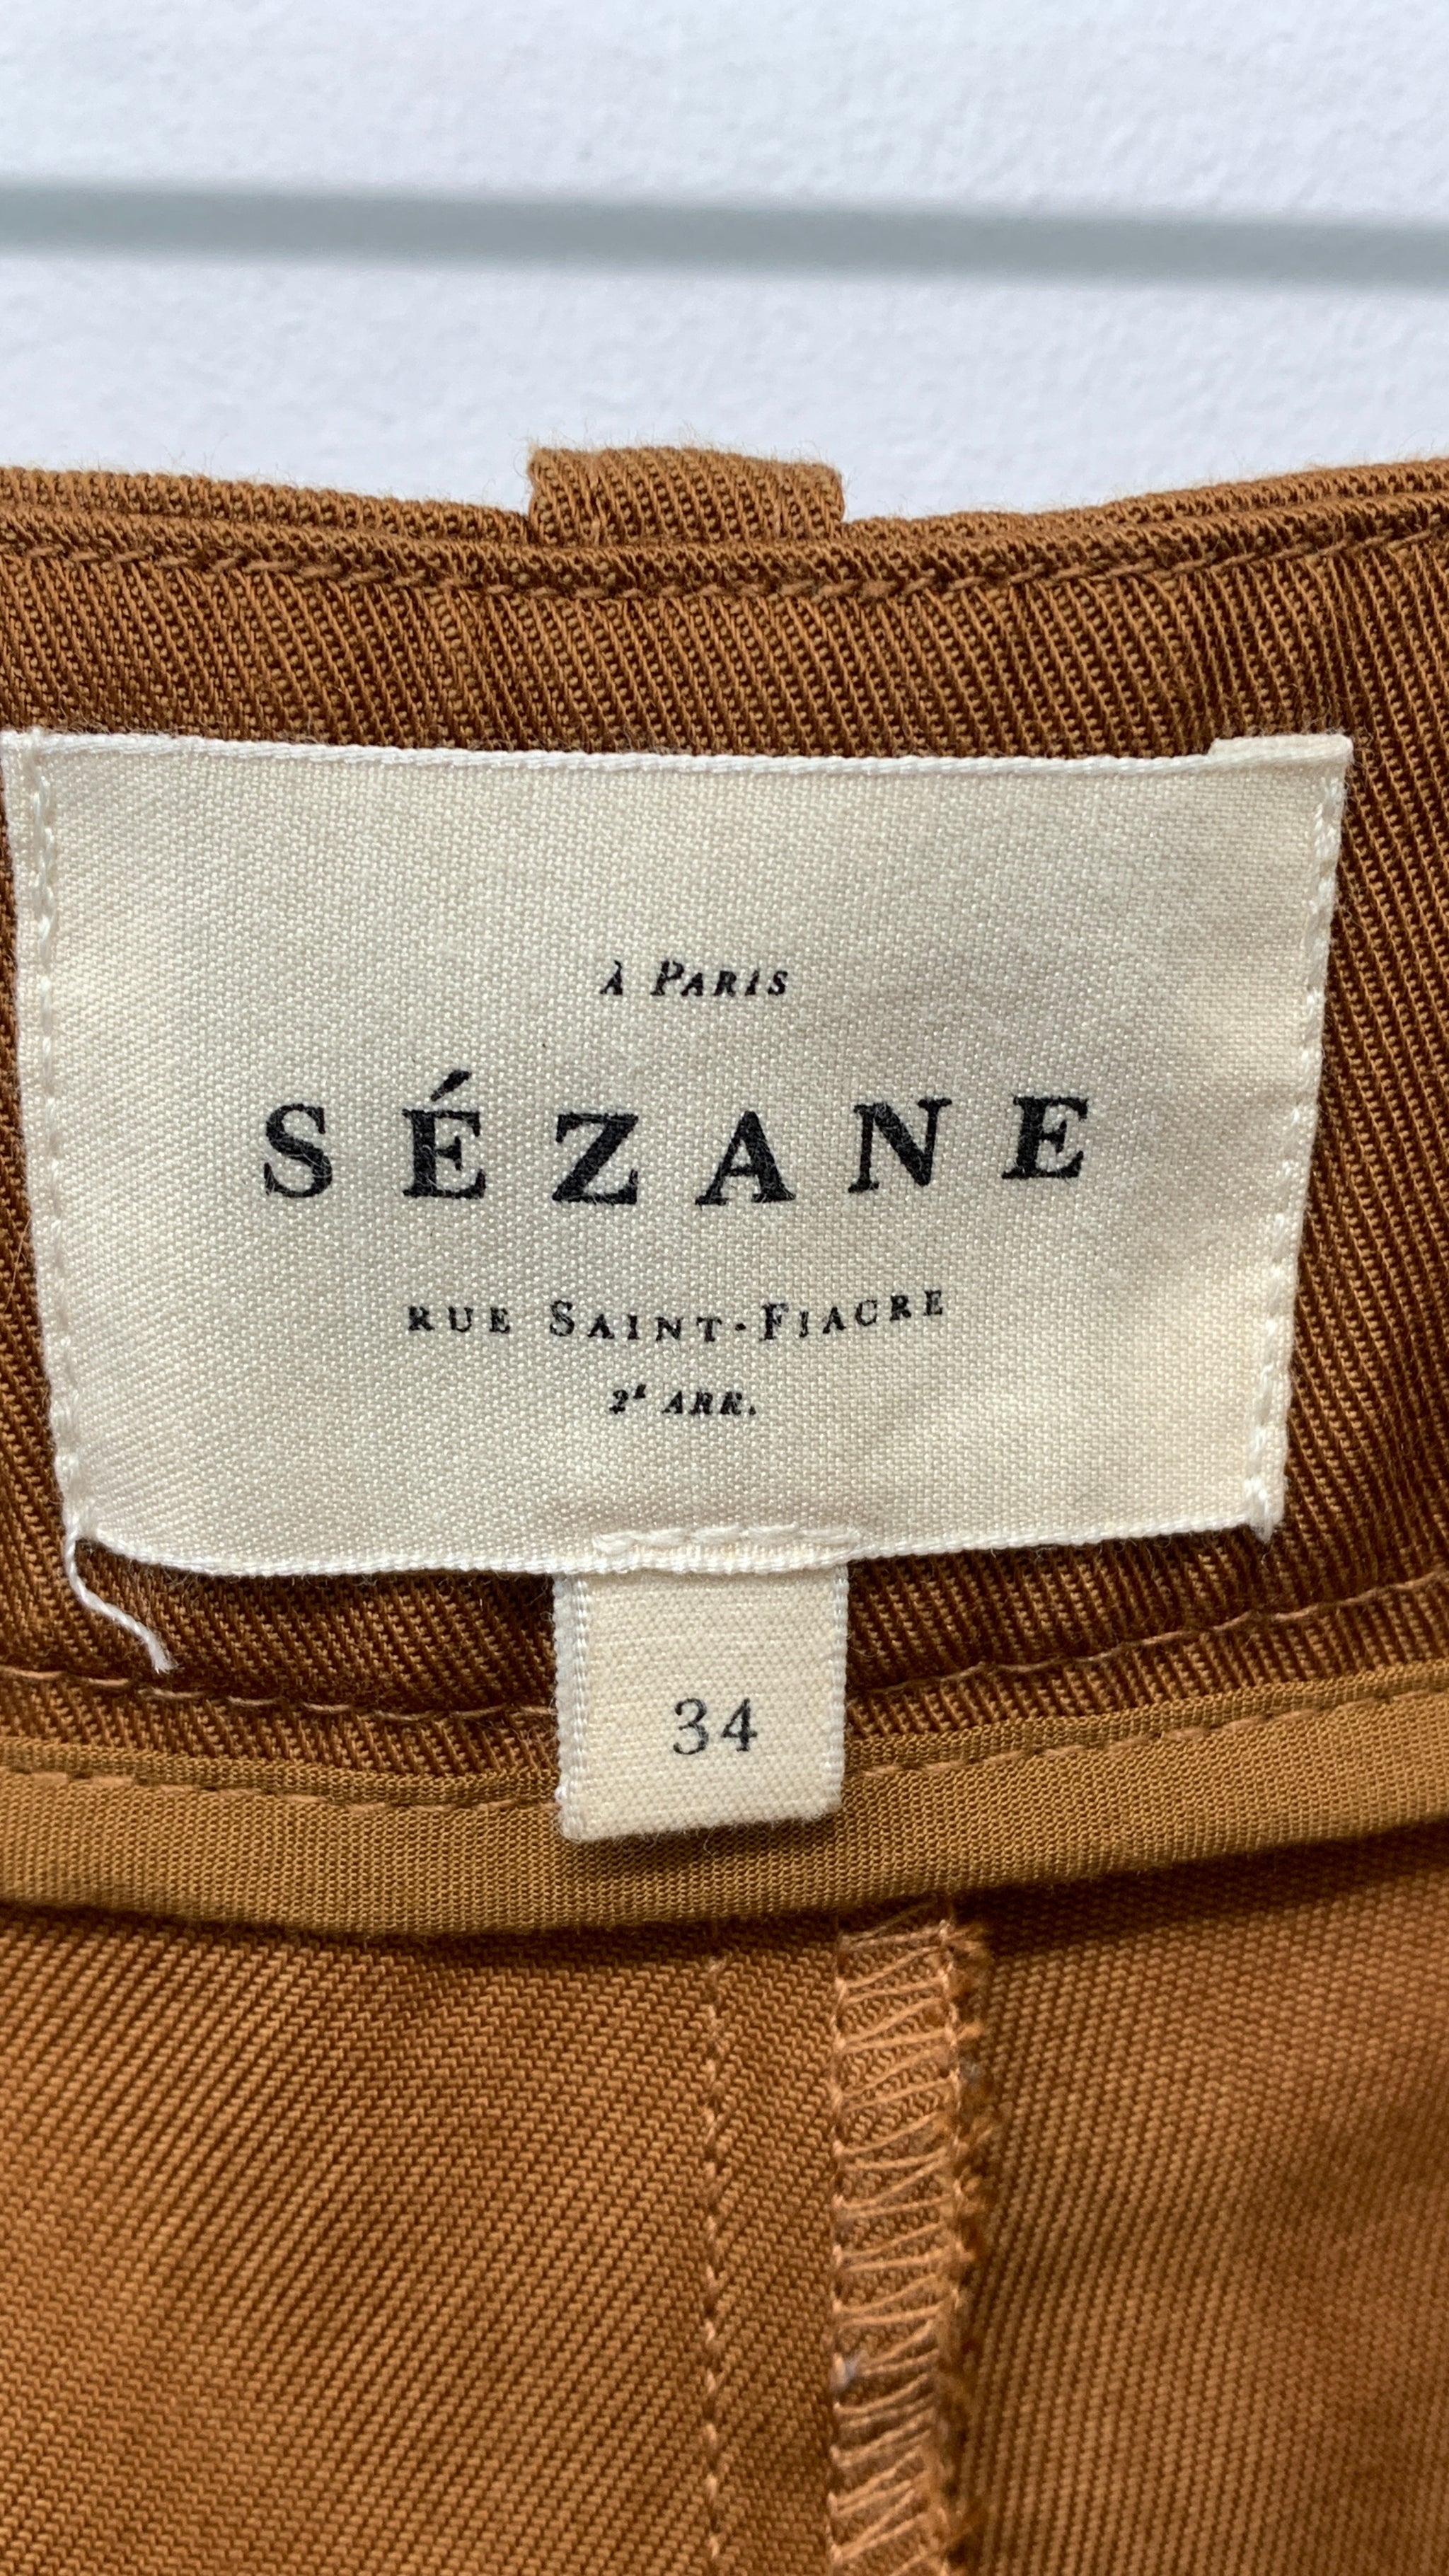 À PARIS
SÉZANE
RUE SAINT-FIACRE
2E ARR.
34